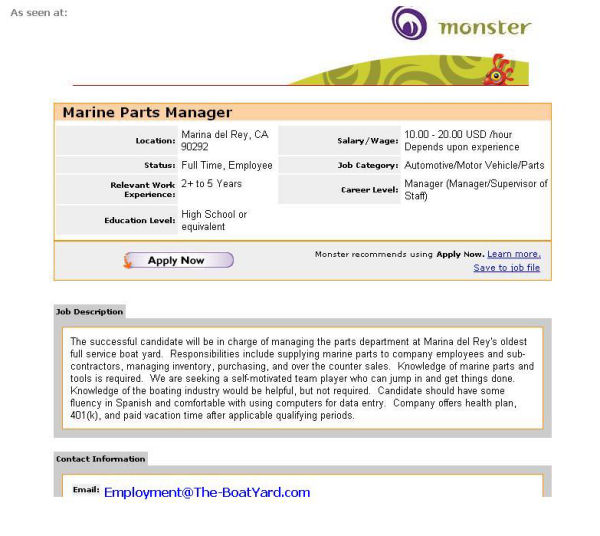 As seen at:
monster
Marine Parts Manager
Location: Marina del Rey, CA 90292
Salary/Wage: 10.00 - 20.00 USD /hour
Depends upon experience
Status: Full Time, Employee
Job Category: Automotive/Motor Vehicle/Parts
Relevant Work Experience: 2+ to 5 Years
Career Level: Manager (Manager/Supervisor of Staff)
Education Level: High School or equivalent
Apply Now
Monster recommends using Apply Now. Learn more.
Save to job file
Job Description
The successful candidate will be in charge of managing the parts department at Marina del Rey's oldest
full service boat yard. Responsibilities include supplying marine parts to company employees and sub-
contractors, managing inventory, purchasing, and over the counter sales. Knowledge of marine parts and
tools is required. We are seeking a self-motivated team player who can jump in and get things done.
Knowledge of the boating industry would be helpful, but not required. Candidate should have some
fluency in Spanish and comfortable with using computers for data entry. Company offers health plan,
401(k), and paid vacation time after applicable qualifying periods.
Contact Information
Email: Employment@The-BoatYard.com